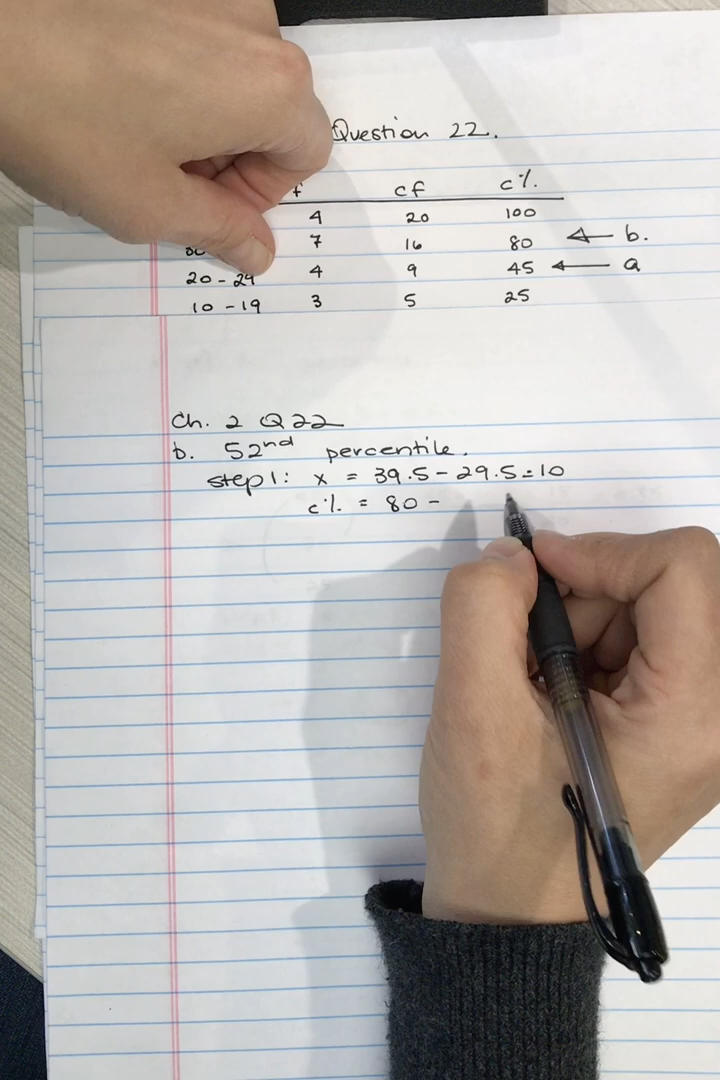 Question 22.
f cf c%.
4 20 100
7 16 80 ← b.
20 - 29 4 9 45 ← a
10 - 19 3 5 25
Ch. 2 Q22
b. 52nd percentile.
step 1: x = 39.5 - 29.5 = 10
c% = 80 -